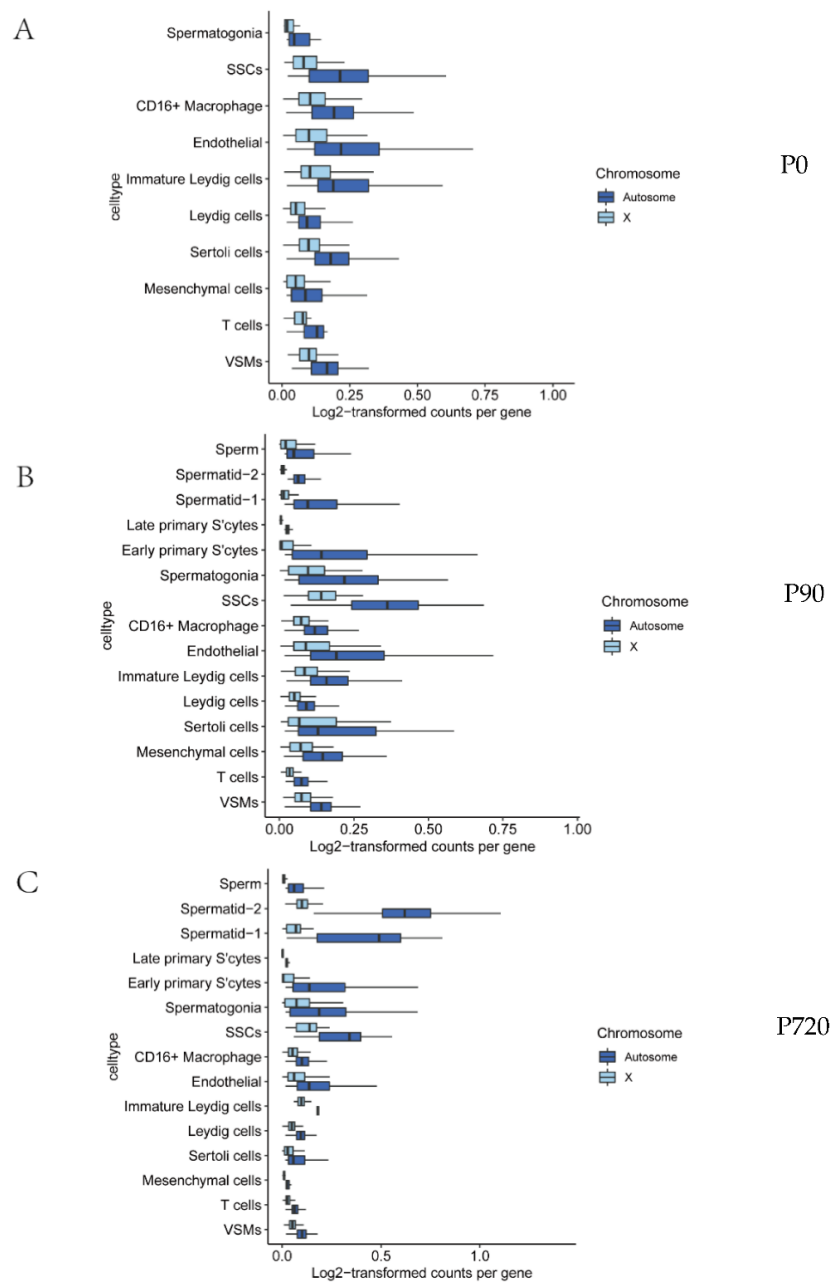 A
Spermatogonia
SSCs
CD16+ Macrophage
Endothelial
Immature Leydig cells
Leydig cells
Sertoli cells
Mesenchymal cells
T cells
VSMs
celltype
0.00 0.25 0.50 0.75 1.00
Log2−transformed counts per gene
Chromosome
Autosome
X
P0
B
Sperm
Spermatid−2
Spermatid−1
Late primary S'cytes
Early primary S'cytes
Spermatogonia
SSCs
CD16+ Macrophage
Endothelial
Immature Leydig cells
Leydig cells
Sertoli cells
Mesenchymal cells
T cells
VSMs
celltype
0.00 0.25 0.50 0.75 1.00
Log2−transformed counts per gene
Chromosome
Autosome
X
P90
C
Sperm
Spermatid−2
Spermatid−1
Late primary S'cytes
Early primary S'cytes
Spermatogonia
SSCs
CD16+ Macrophage
Endothelial
Immature Leydig cells
Leydig cells
Sertoli cells
Mesenchymal cells
T cells
VSMs
celltype
0.0 0.5 1.0
Log2−transformed counts per gene
Chromosome
Autosome
X
P720